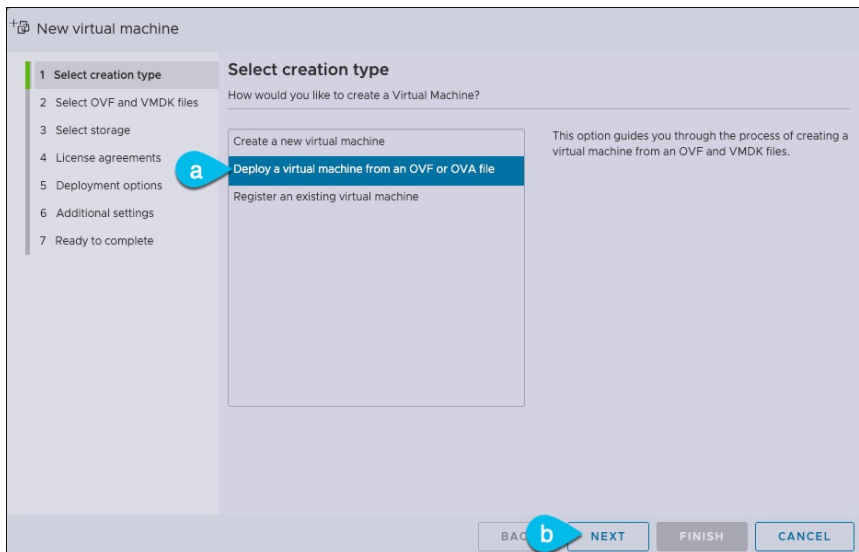 New virtual machine
1 Select creation type
2 Select OVF and VMDK files
3 Select storage
4 License agreements
5 Deployment options
6 Additional settings
7 Ready to complete
Select creation type
How would you like to create a Virtual Machine?
Create a new virtual machine
a
Deploy a virtual machine from an OVF or OVA file
Register an existing virtual machine
This option guides you through the process of creating a
virtual machine from an OVF and VMDK files.
b
NEXT
FINISH
CANCEL